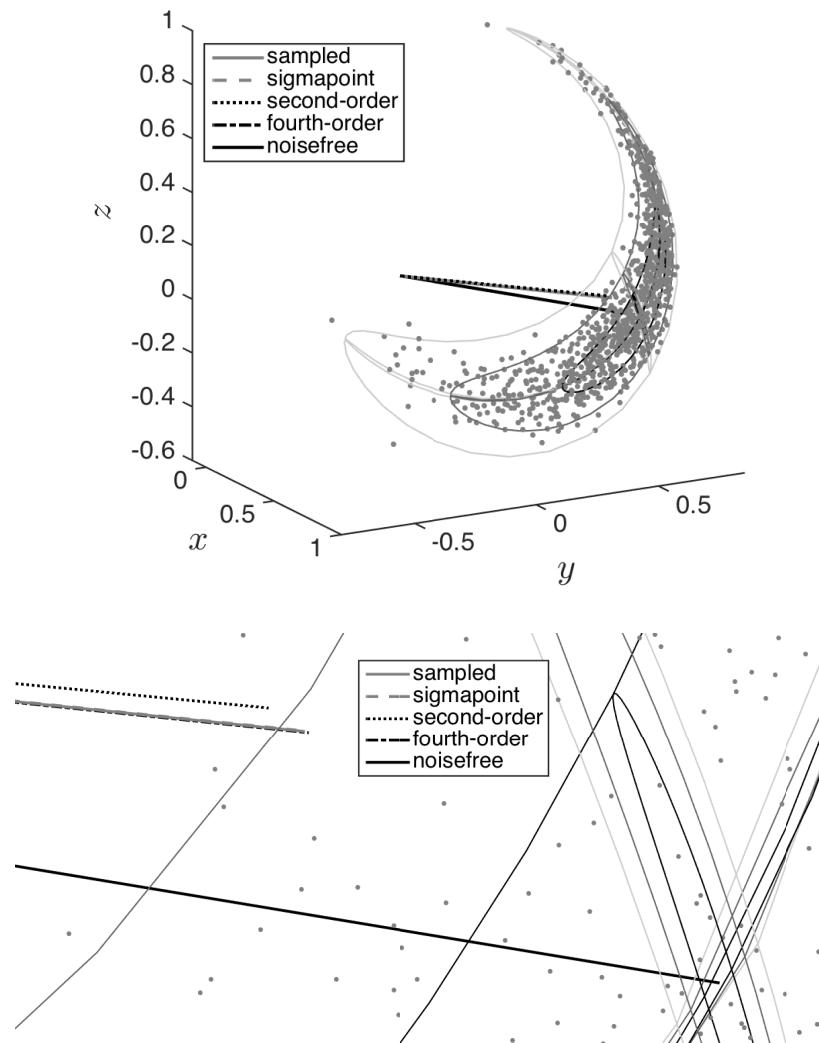 1
0.8
0.6
0.4
0.2
0
-0.2
-0.4
-0.6
z
sampled
sigmapoint
second-order
fourth-order
noisefree
0
0.5
1
x
-0.5
0
0.5
y
sampled
sigmapoint
second-order
fourth-order
noisefree